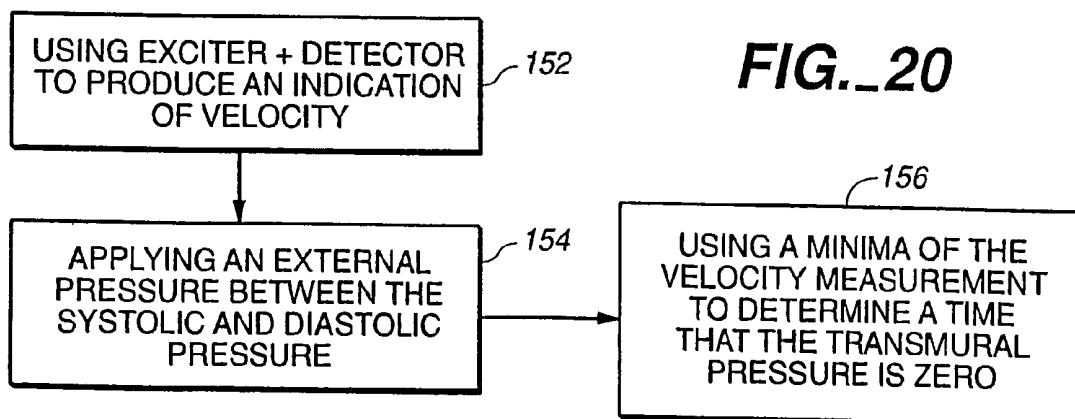 USING EXCITER + DETECTOR
TO PRODUCE AN INDICATION
OF VELOCITY
152
FIG._20
APPLYING AN EXTERNAL
PRESSURE BETWEEN THE
SYSTOLIC AND DIASTOLIC
PRESSURE
154
156
USING A MINIMA OF THE
VELOCITY MEASUREMENT
TO DETERMINE A TIME
THAT THE TRANSMURAL
PRESSURE IS ZERO